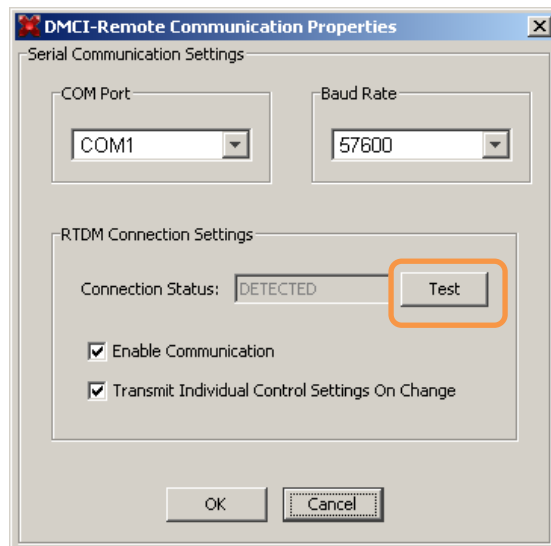 DMCI-Remote Communication Properties
Serial Communication Settings
COM Port
Baud Rate
COM1
57600
RTDM Connection Settings
Connection Status: DETECTED Test
Enable Communication
Transmit Individual Control Settings On Change
OK Cancel